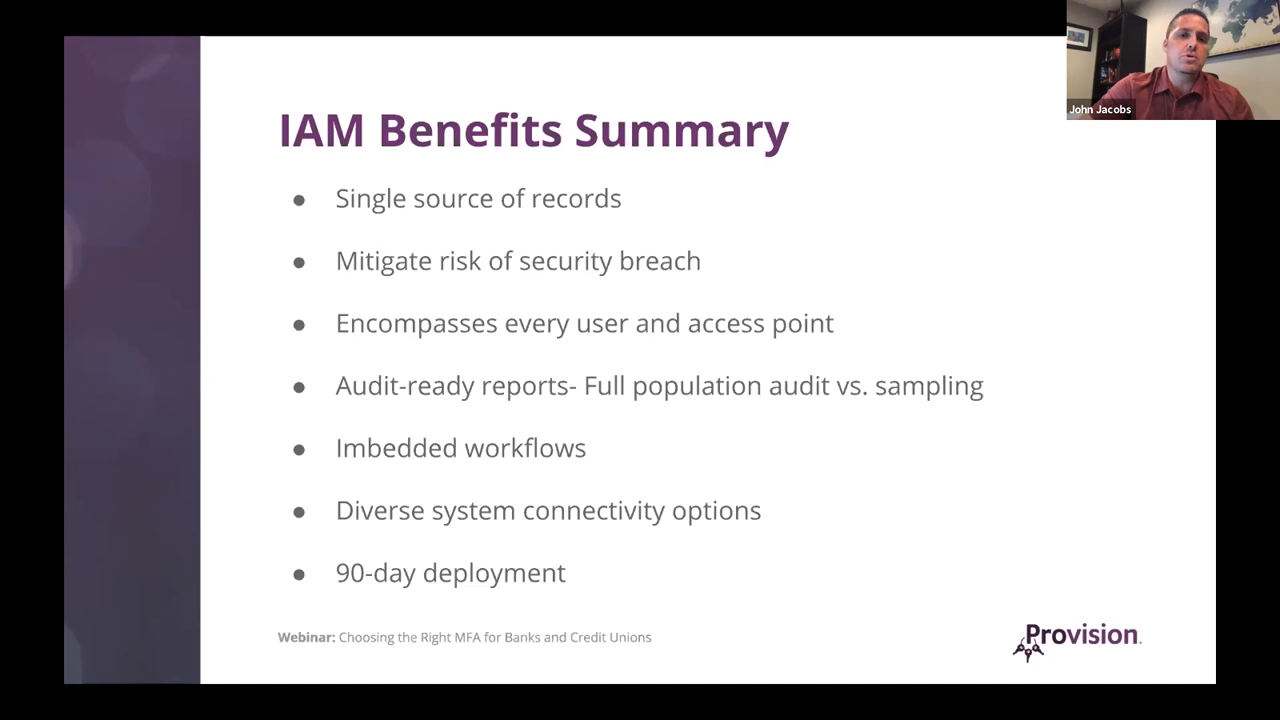 John Jacobs
IAM Benefits Summary
● Single source of records
● Mitigate risk of security breach
● Encompasses every user and access point
● Audit-ready reports- Full population audit vs. sampling
● Imbedded workflows
● Diverse system connectivity options
● 90-day deployment
Webinar: Choosing the Right MFA for Banks and Credit Unions
Provision.